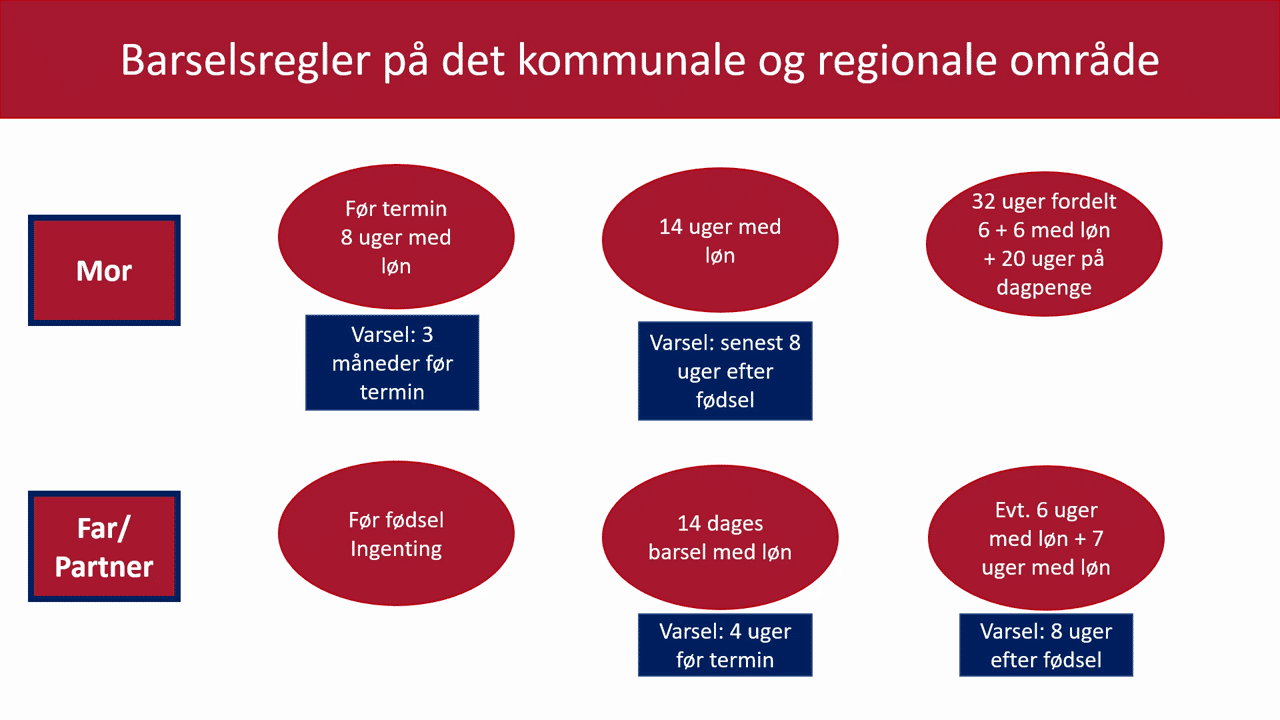 Barselsregler på det kommunale og regionale område
Mor
Før termin
8 uger med
løn
Varsel: 3
måneder før
termin
14 uger med
løn
Varsel: senest 8
uger efter
fødsel
32 uger fordelt
6 + 6 med løn
+ 20 uger på
dagpenge
Far/
Partner
Før fødsel
Ingenting
14 dages
barsel med løn
Varsel: 4 uger
før termin
Evt. 6 uger
med løn + 7
uger med løn
Varsel: 8 uger
efter fødsel